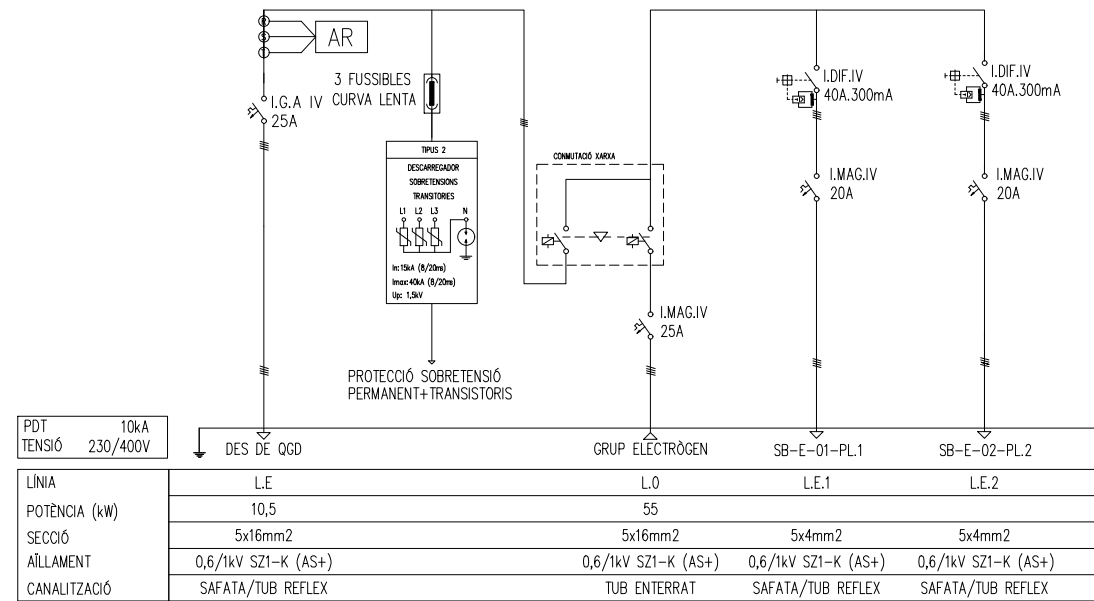 R
S
T
AR
I.G.A IV
25A
3 FUSSIBLES
CURVA LENTA
TIPUS 2
DESCARREGADOR
SOBRETENSIONS
TRANSITORIES
L1 L2 L3 N
In:15kA (8/20ms)
Imax:40kA (8/20ms)
Up: 1,5kV
PROTECCIÓ SOBRETENSIÓ
PERMANENT+TRANSISTORIS
CONMUTACIÓ XARXA
I.MAG.IV
25A
I.DIF.IV
40A.300mA
I.MAG.IV
20A
I.DIF.IV
40A.300mA
I.MAG.IV
20A
PDT 10kA
TENSIÓ 230/400V
DES DE QGD GRUP ELECTRÒGEN SB-E-01-PL.1 SB-E-02-PL.2
LÍNIA L.E L.0 L.E.1 L.E.2
POTÈNCIA (kW) 10,5 55
SECCIÓ 5x16mm2 5x16mm2 5x4mm2 5x4mm2
AÏLLAMENT 0,6/1kV SZ1-K (AS+) 0,6/1kV SZ1-K (AS+) 0,6/1kV SZ1-K (AS+) 0,6/1kV SZ1-K (AS+)
CANALITZACIÓ SAFATA/TUB REFLEX TUB ENTERRAT SAFATA/TUB REFLEX SAFATA/TUB REFLEX